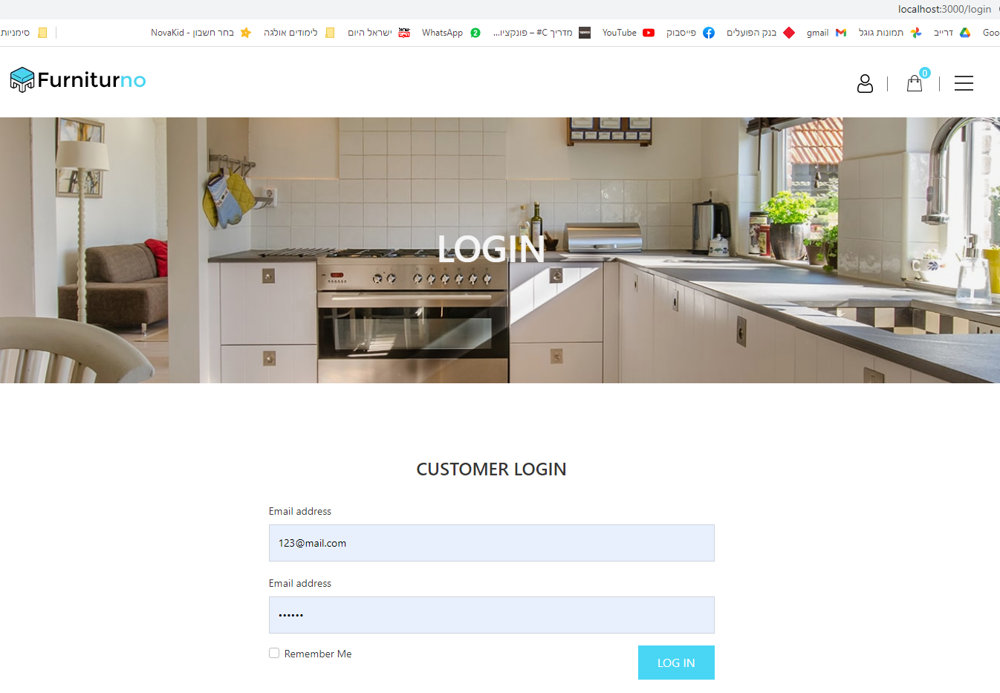 localhost:3000/login
סימניות
NovaKid - בחר חשבון
לימודים אולגה
ישראל היום
WhatsApp
מדריך C# – פונקציו...
YouTube
פייסבוק
בנק הפועלים
gmail
תמונות גוגל
דרייב
Goo
Furniturno
0
LOGIN
CUSTOMER LOGIN
Email address
123@mail.com
Email address
••••••
Remember Me
LOG IN